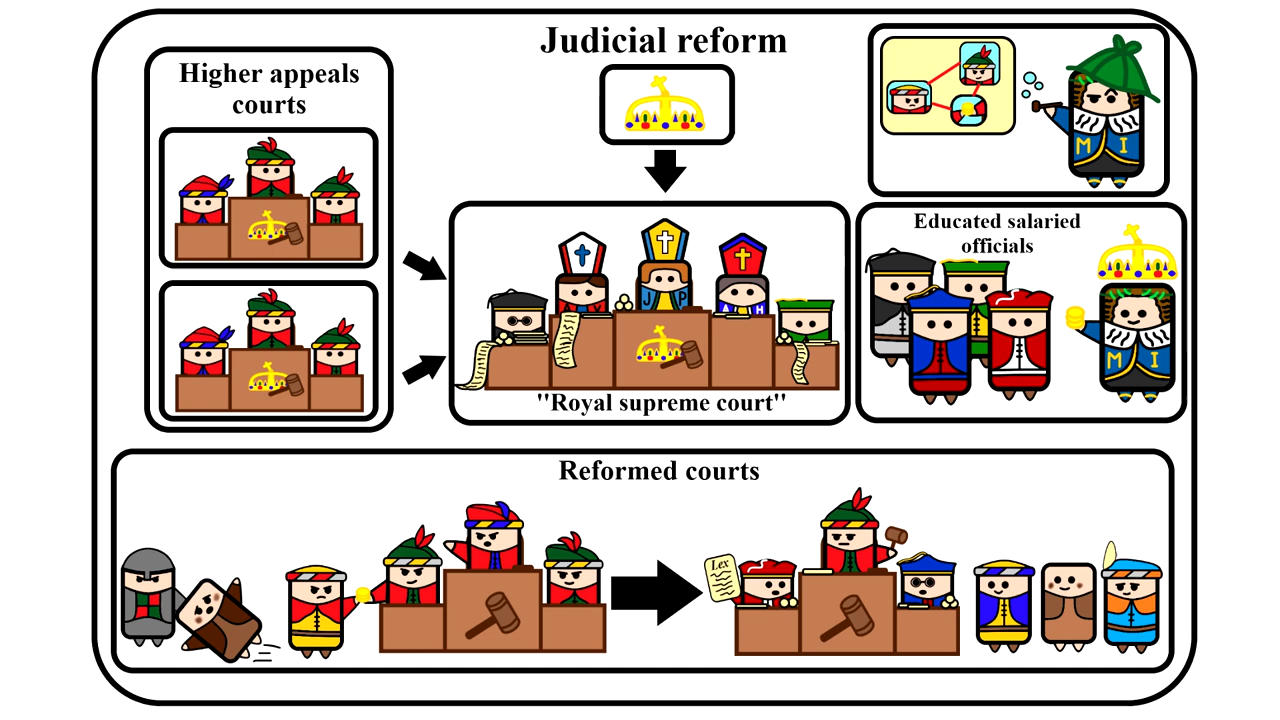 Judicial reform
Higher appeals
courts
M I
Educated salaried
officials
J P
A H
M I
"Royal supreme court"
Reformed courts
Lex